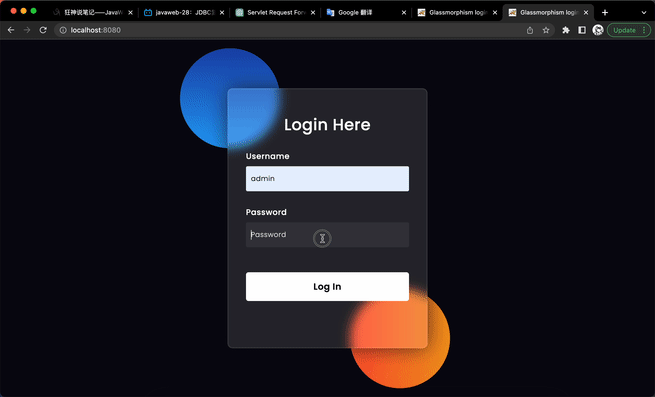 狂神说笔记——JavaW
javaweb-28：JDBC
Servlet Request For
Google 翻译
Glassmorphism logi
Glassmorphism logi
localhost:8080
Update
Login Here
Username
admin
Password
Password
Log In